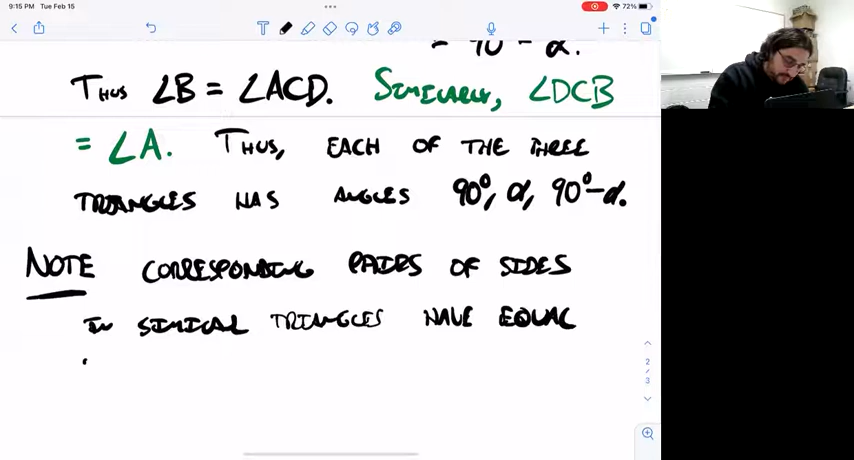 9:15 PM Tue Feb 15
72%
= 90° - α.
THUS ∠B = ∠ACD. SIMILARLY, ∠DCB
= ∠A. THUS, EACH OF THE THREE
TRIANGLES HAS ANGLES 90°, α, 90°-α.
NOTE CORRESPONDING PAIRS OF SIDES
IN SIMILAR TRIANGLES HAVE EQUAL
2
/
3